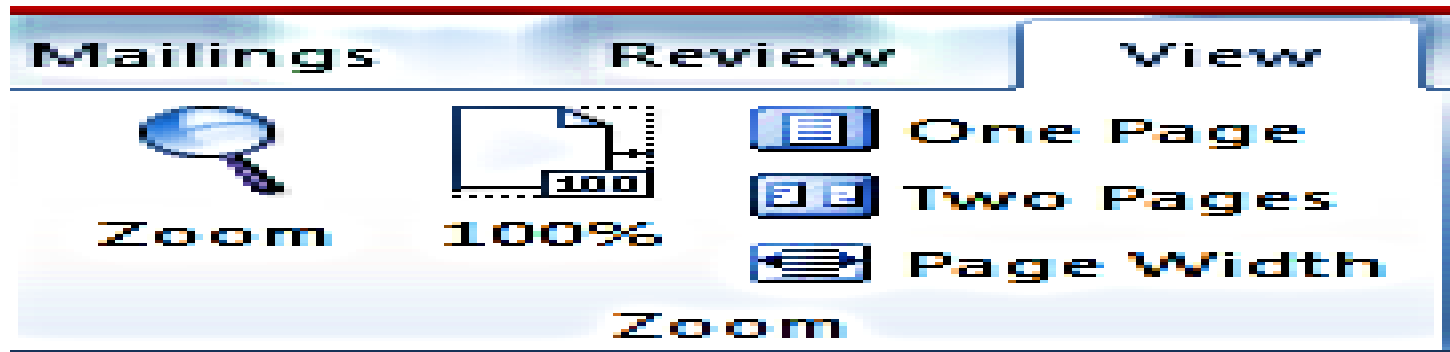 Mailings Review View
One Page
100
Two Pages
Zoom 100%
Page Width
Zoom